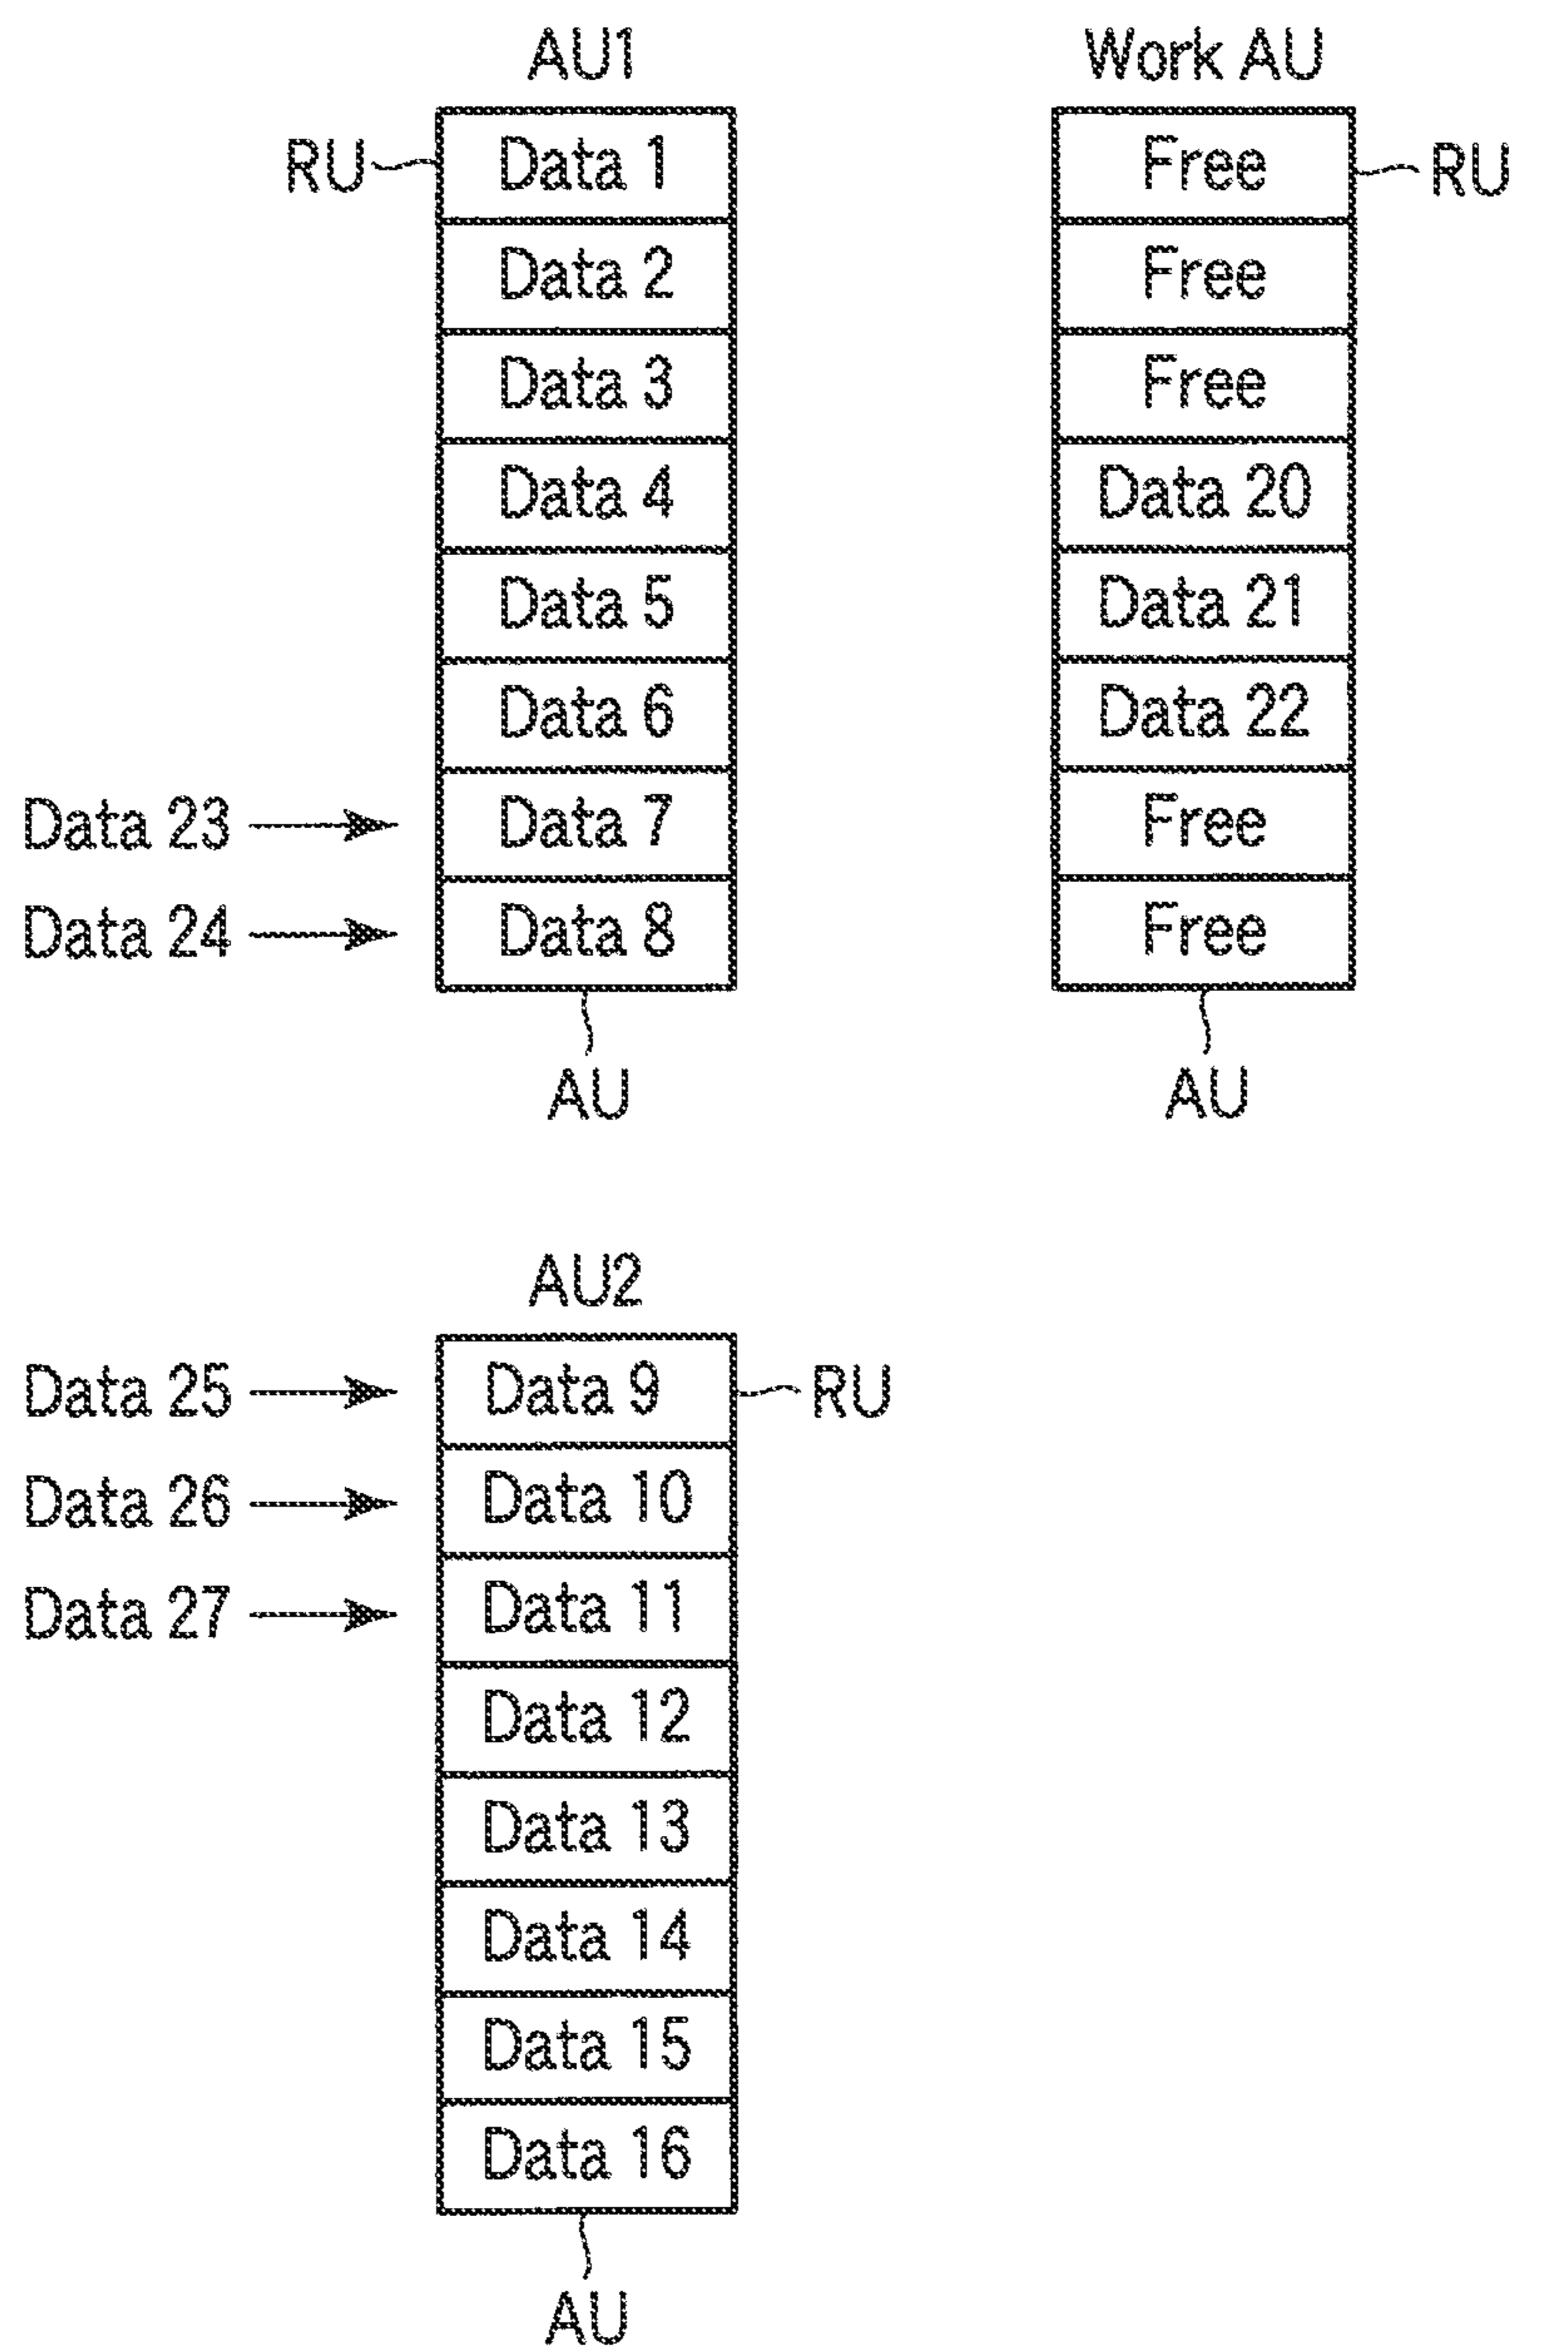 AU1
RU
Data 1
Data 2
Data 3
Data 4
Data 5
Data 6
Data 23
Data 7
Data 24
Data 8
AU
Work AU
Free
RU
Free
Free
Data 20
Data 21
Data 22
Free
Free
AU
AU2
Data 25
Data 9
RU
Data 26
Data 10
Data 27
Data 11
Data 12
Data 13
Data 14
Data 15
Data 16
AU